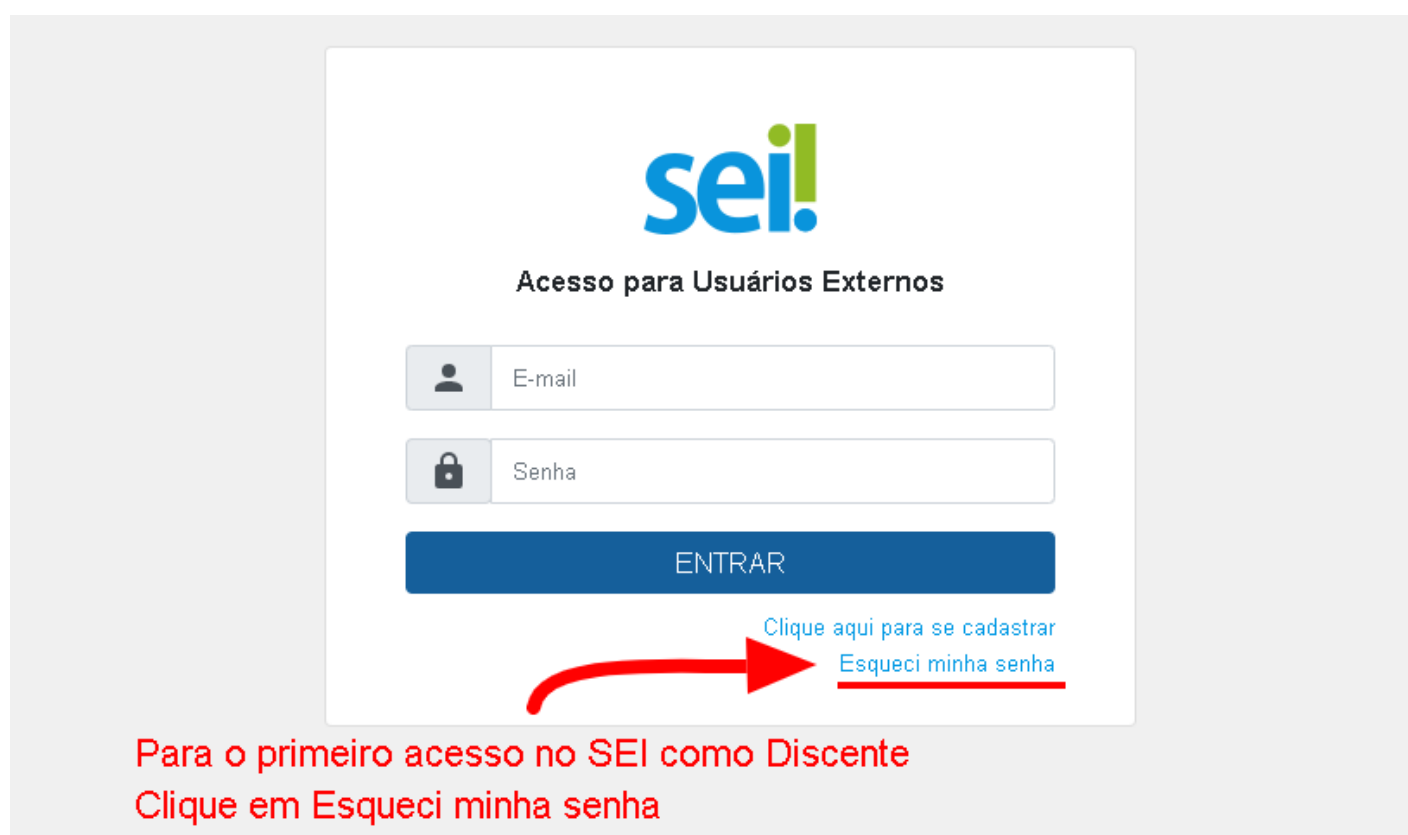 sei!
Acesso para Usuários Externos
E-mail
Senha
ENTRAR
Clique aqui para se cadastrar
Esqueci minha senha
Para o primeiro acesso no SEI como Discente
Clique em Esqueci minha senha